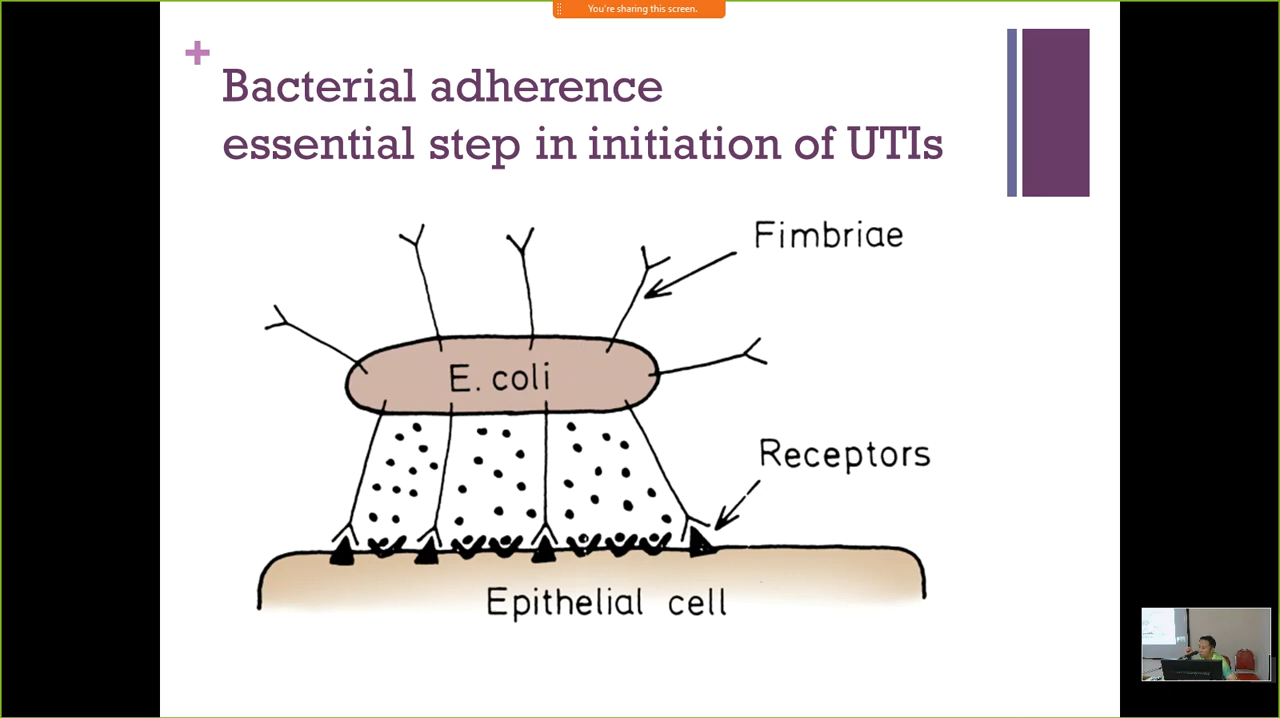 You're sharing this screen.
+
Bacterial adherence
essential step in initiation of UTIs
Fimbriae
E. coli
Receptors
Epithelial cell